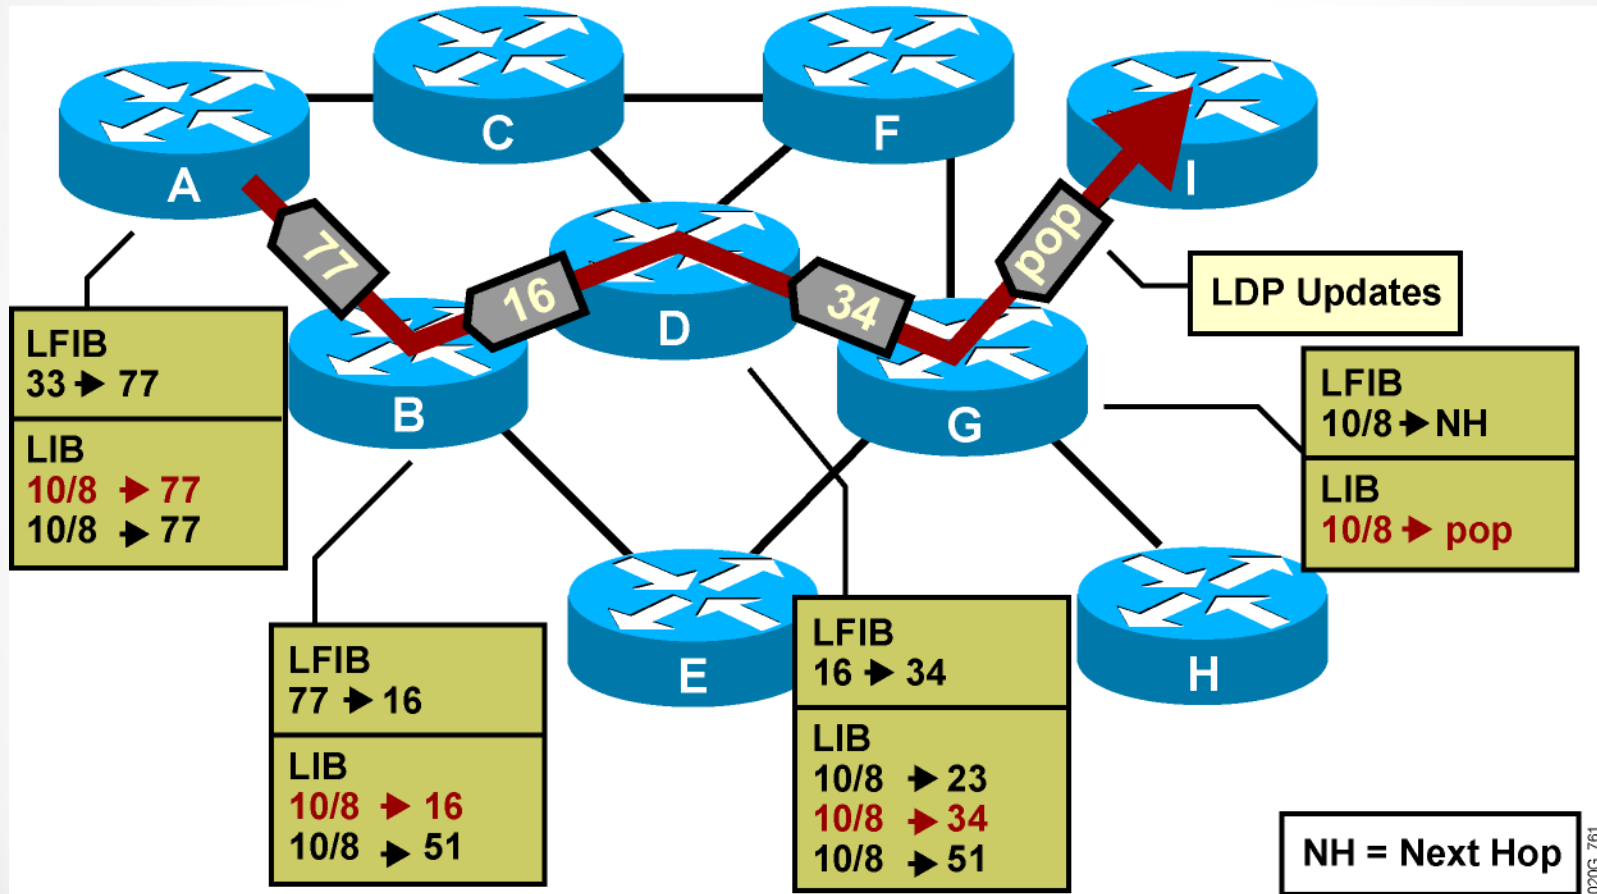 A
C
F
I
77
16
D
34
pop
LDP Updates
B
G
LFIB
33 → 77
LIB
10/8 → 77
10/8 → 77
LFIB
10/8 → NH
LIB
10/8 → pop
E
H
LFIB
77 → 16
LIB
10/8 → 16
10/8 → 51
LFIB
16 → 34
LIB
10/8 → 23
10/8 → 34
10/8 → 51
NH = Next Hop
020G_761